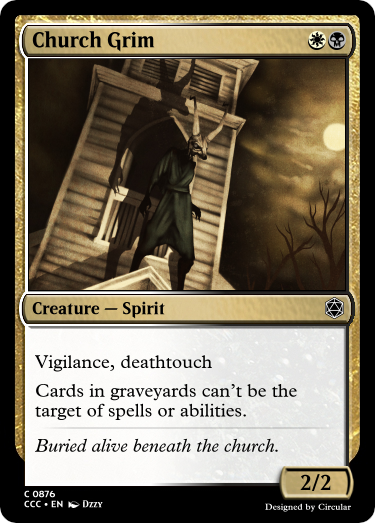 Church Grim
Creature — Spirit
Vigilance, deathtouch
Cards in graveyards can't be the
target of spells or abilities.
Buried alive beneath the church.
2/2
C 0876
CCC • EN Dzzy
Designed by Circular